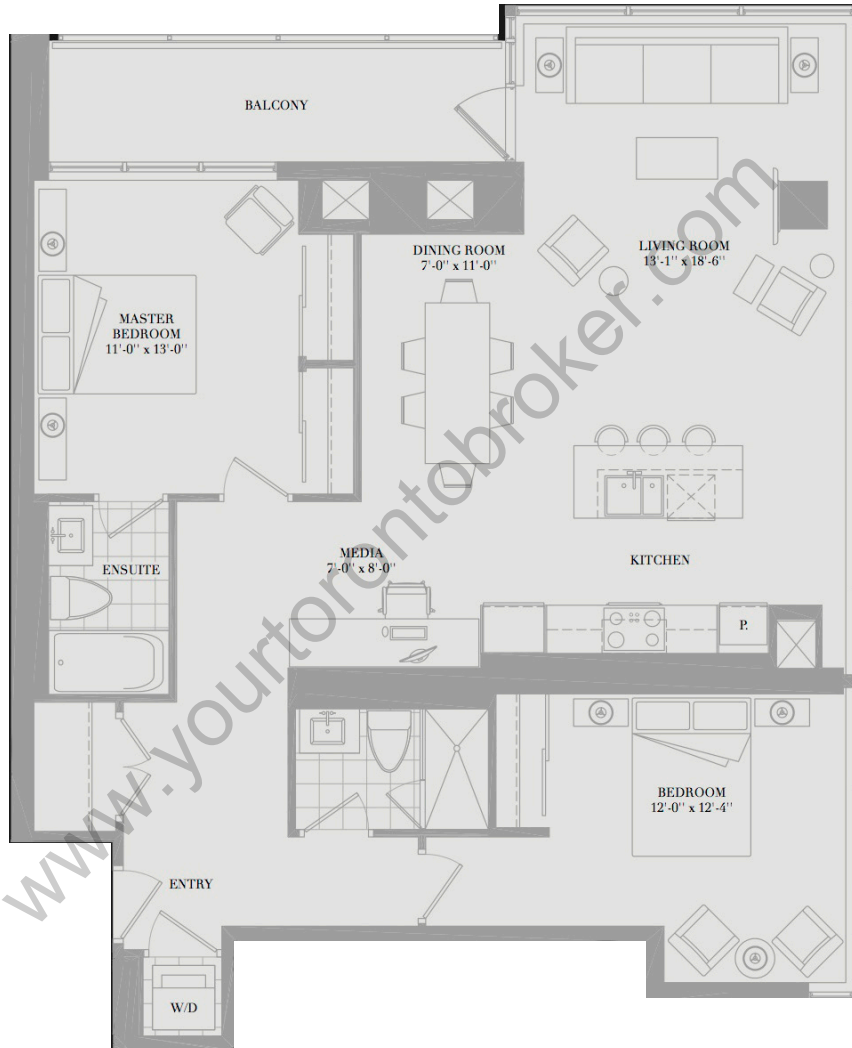 BALCONY
DINING ROOM
7'-0'' x 11'-0''
LIVING ROOM
13'-1'' x 18'-6''
MASTER
BEDROOM
11'-0'' x 13'-0''
ENSUITE
MEDIA
7'-0'' x 8'-0''
KITCHEN
P.
BEDROOM
12'-0'' x 12'-4''
ENTRY
W/D
www.yourtorontobroker.com